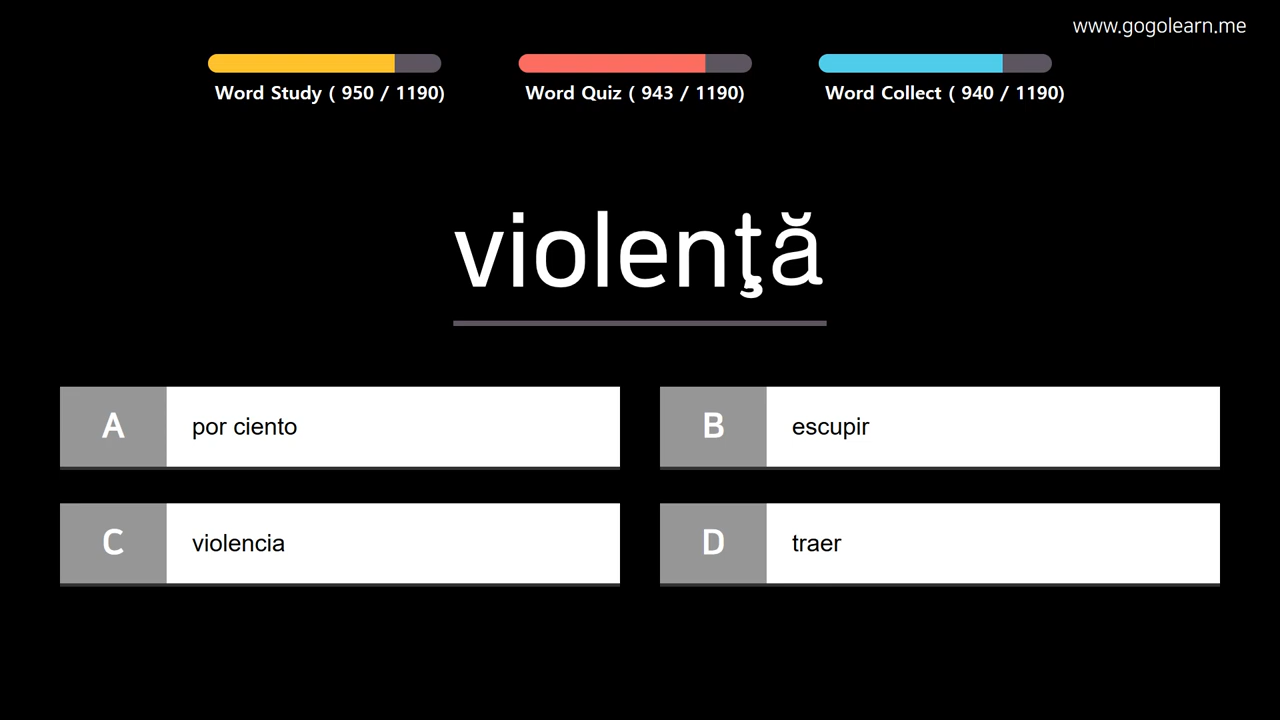 www.gogolearn.me
Word Study ( 950 / 1190)
Word Quiz ( 943 / 1190)
Word Collect ( 940 / 1190)
violenţă
A por ciento
B escupir
C violencia
D traer